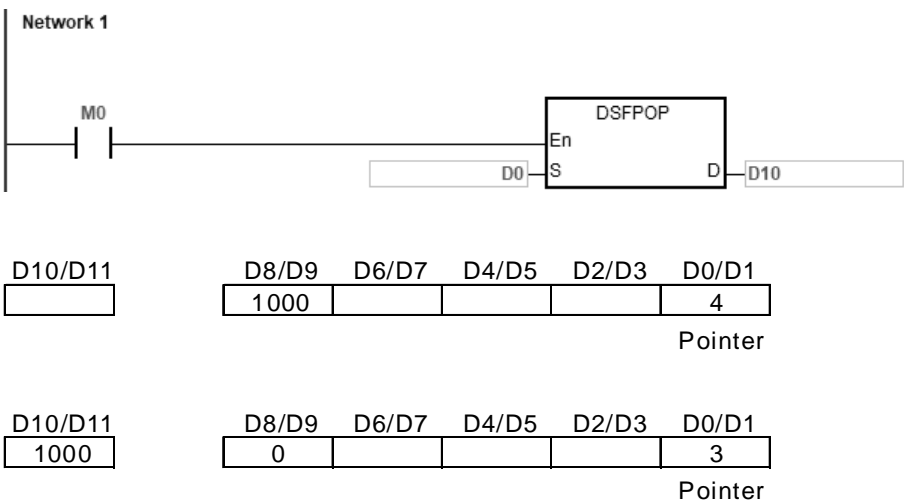 Network 1
M0
DSFPOP
En
D0 S D D10
D10/D11 D8/D9 D6/D7 D4/D5 D2/D3 D0/D1
1000 4
Pointer
D10/D11 D8/D9 D6/D7 D4/D5 D2/D3 D0/D1
1000 0 3
Pointer